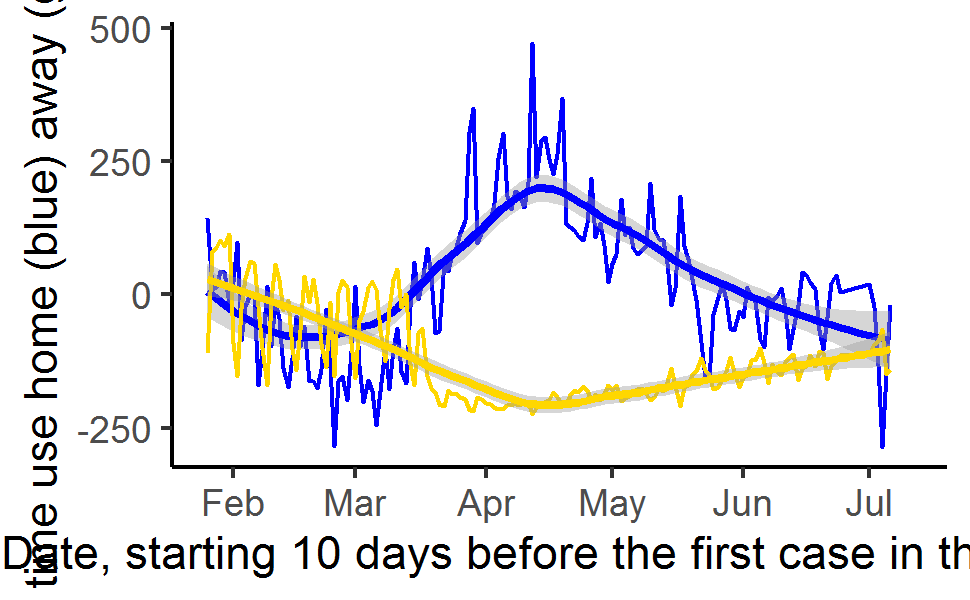 time use home (blue) away (
500
250
0
-250
Feb Mar Apr May Jun Jul
Date, starting 10 days before the first case in th